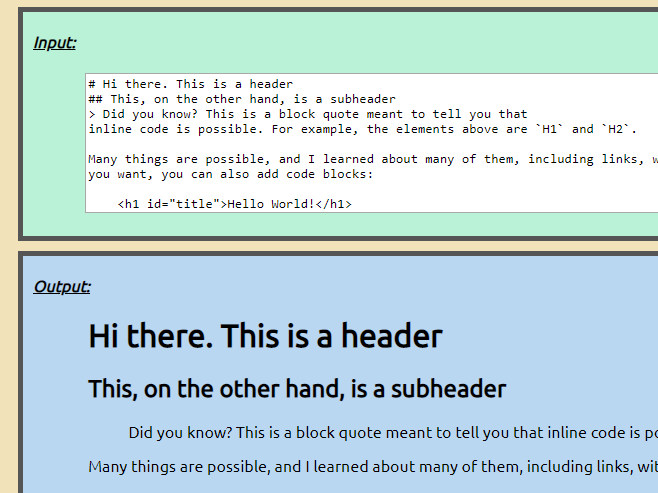 Input:
# Hi there. This is a header
## This, on the other hand, is a subheader
> Did you know? This is a block quote meant to tell you that
inline code is possible. For example, the elements above are `H1` and `H2`.
Many things are possible, and I learned about many of them, including links,
you want, you can also add code blocks:
<h1 id="title">Hello World!</h1>
Output:
Hi there. This is a header
This, on the other hand, is a subheader
Did you know? This is a block quote meant to tell you that inline code is
Many things are possible, and I learned about many of them, including links,